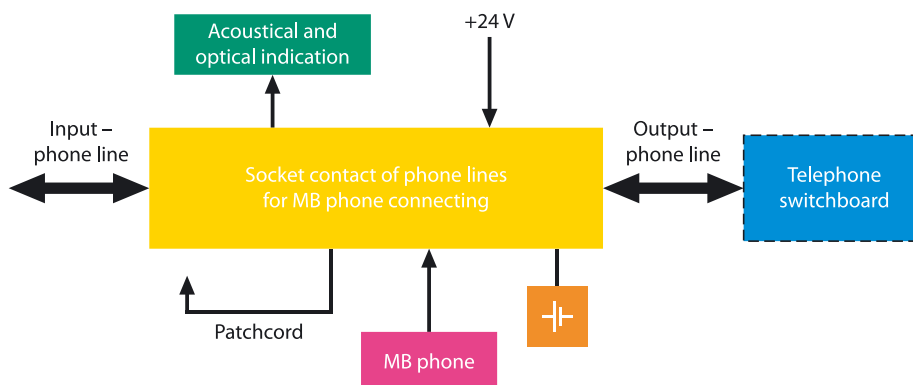 Acoustical and
optical indication
+24 V
Input –
phone line
Socket contact of phone lines
for MB phone connecting
Output –
phone line
Telephone
switchboard
Patchcord
MB phone